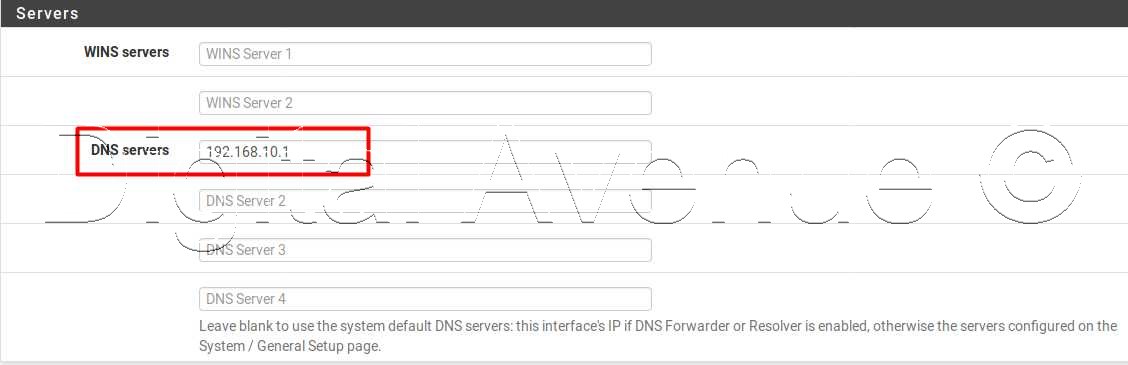 Servers
WINS servers WINS Server 1
WINS Server 2
DNS servers 192.168.10.1
Digital Avenue ©
DNS Server 2
DNS Server 3
DNS Server 4
Leave blank to use the system default DNS servers: this interface's IP if DNS Forwarder or Resolver is enabled, otherwise the servers configured on the
System / General Setup page.